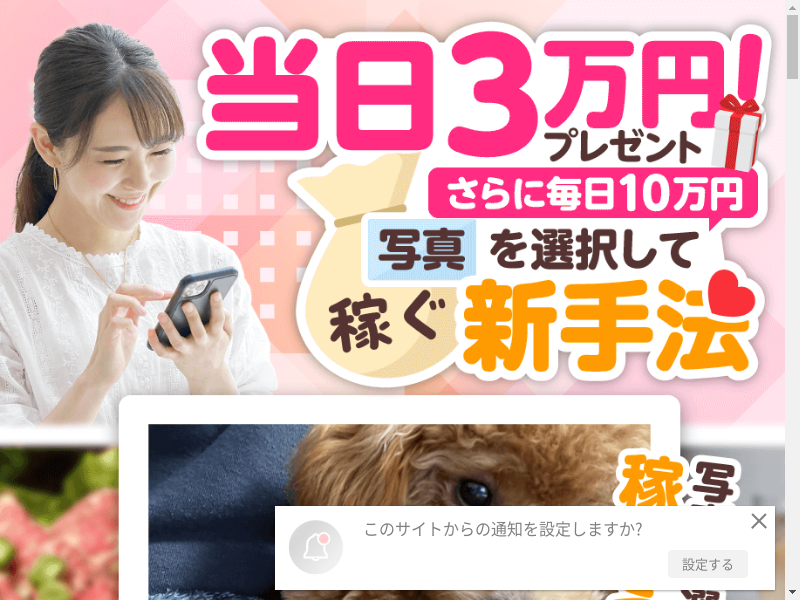 当日3万円!
プレゼント
さらに毎日10万円
写真を選択して
稼ぐ新手法
写
稼
このサイトからの通知を設定しますか?
設定する